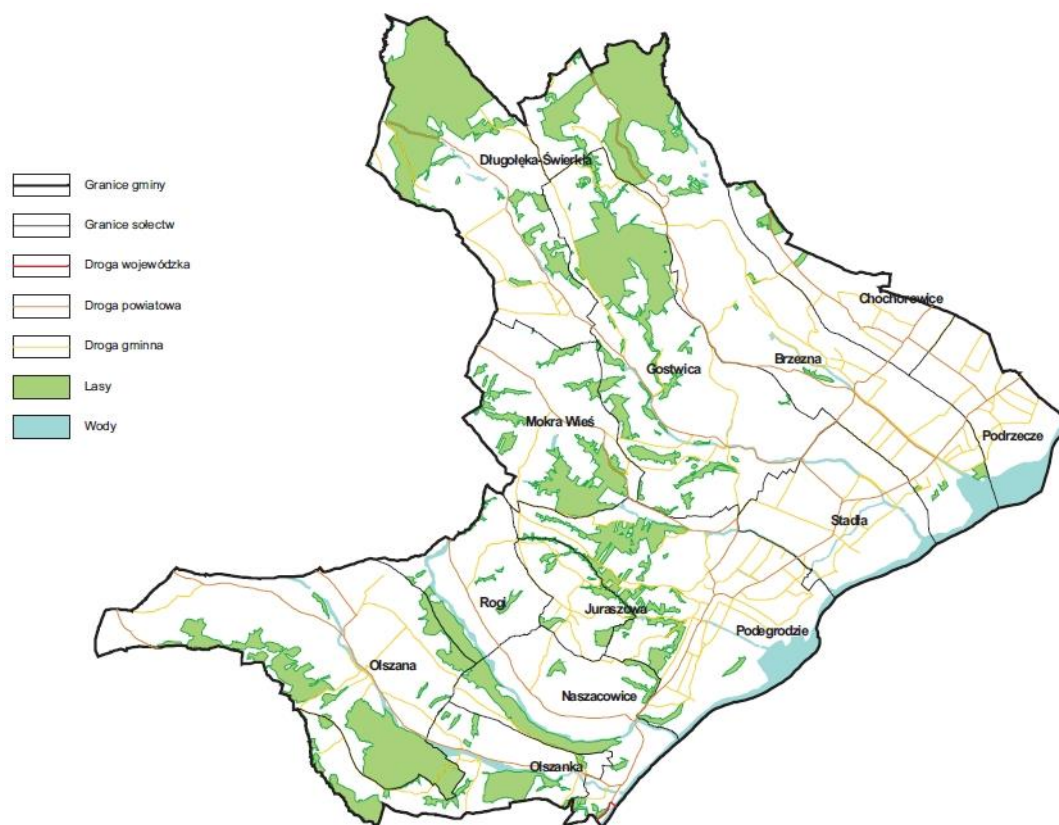 Granice gminy
Granice sołectw
Droga wojewódzka
Droga powiatowa
Droga gminna
Lasy
Wody
Długołęka-Świerkla
Chochorowice
Brzezna
Gostwica
Mokra Wieś
Podrzecze
Stadła
Rogi
Juraszowa
Podegrodzie
Olszana
Naszacowice
Olszanka